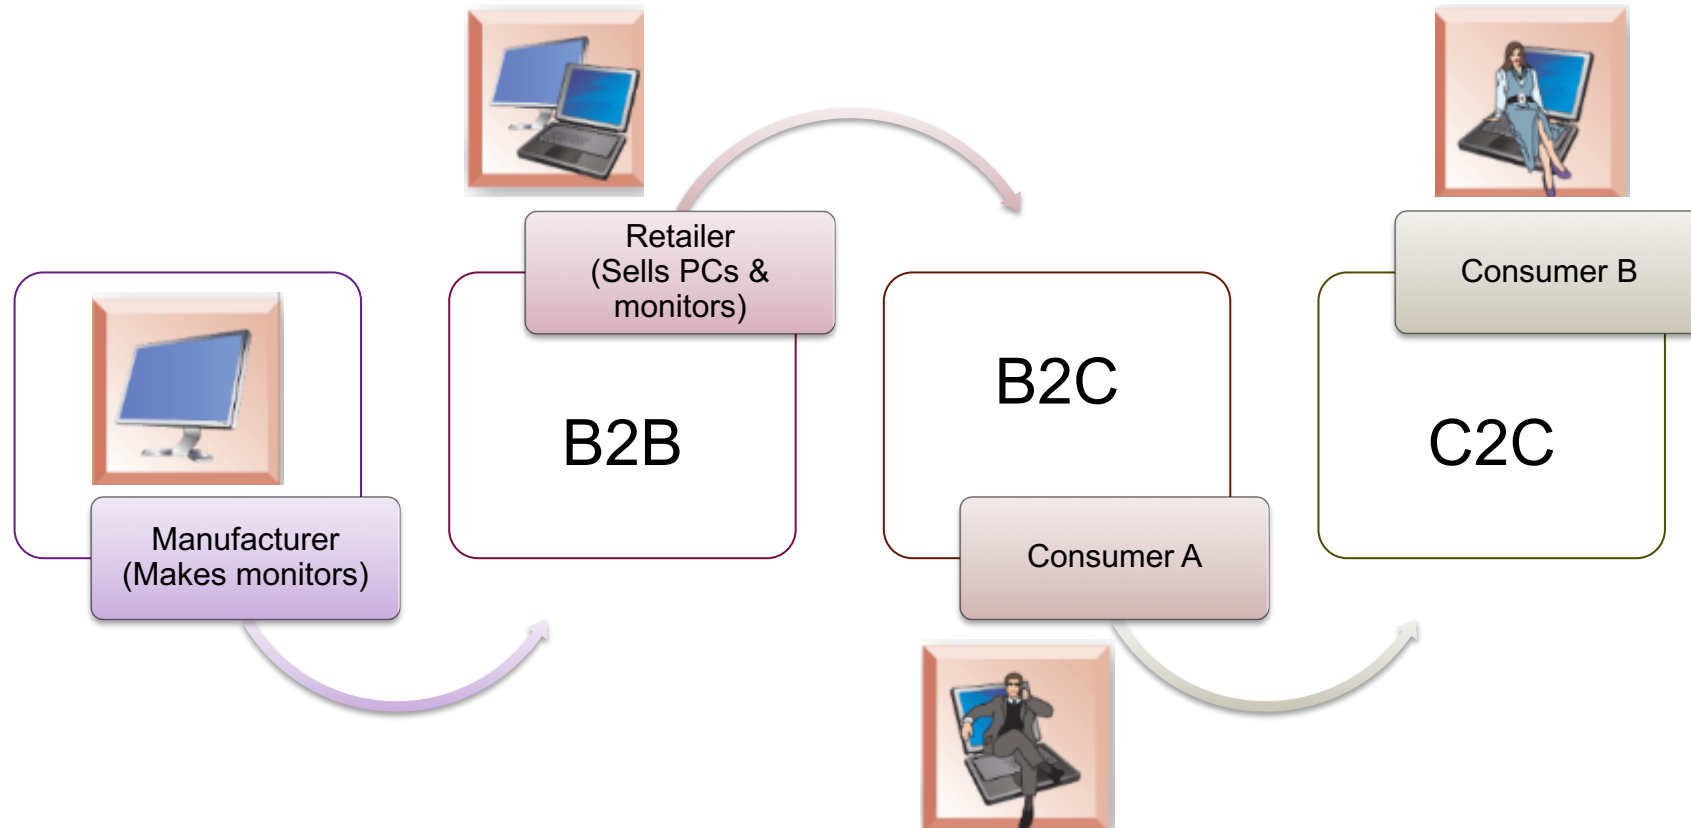 Manufacturer
(Makes monitors)
Retailer
(Sells PCs &
monitors)
B2B
B2C
Consumer A
Consumer B
C2C